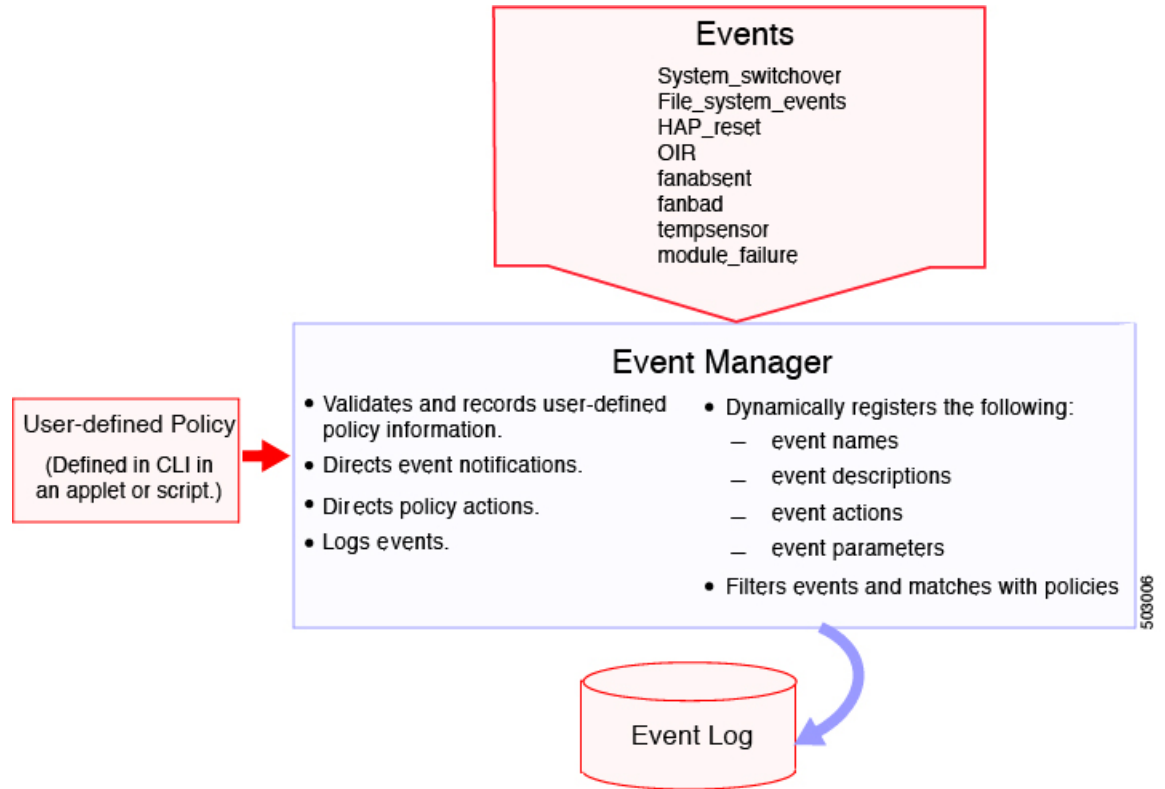 Events
System_switchover
File_system_events
HAP_reset
OIR
fanabsent
fanbad
tempsensor
module_failure
User-defined Policy
(Defined in CLI in
an applet or script.)
Event Manager
• Validates and records user-defined
policy information.
• Directs event notifications.
• Directs policy actions.
• Logs events.
• Dynamically registers the following:
– event names
– event descriptions
– event actions
– event parameters
• Filters events and matches with policies
503006
Event Log